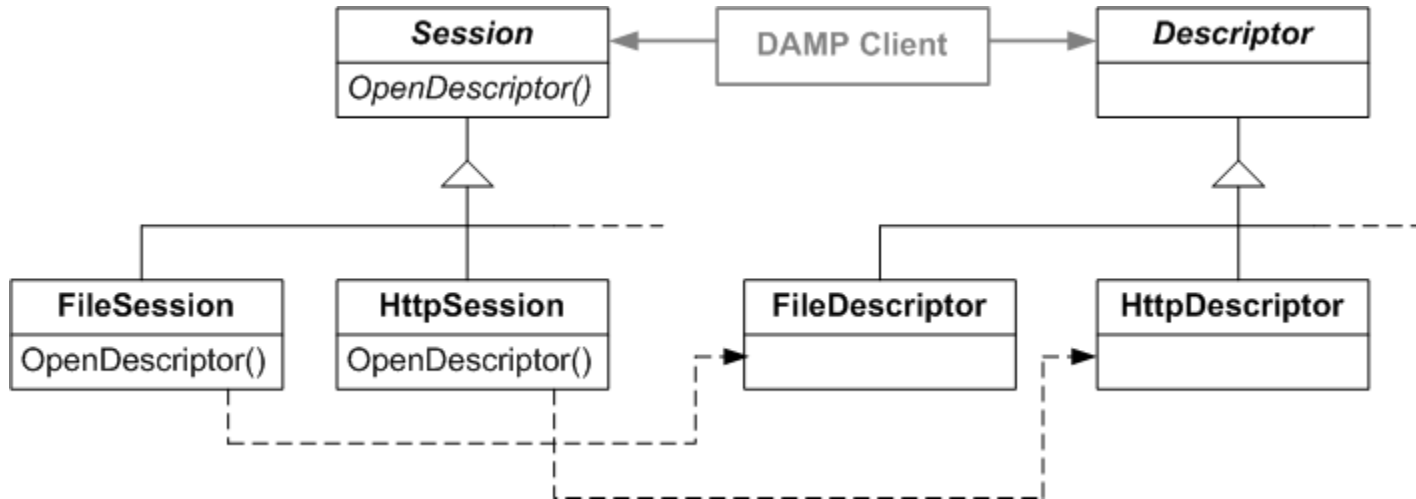 Session
DAMP Client
Descriptor
OpenDescriptor()
FileSession
HttpSession
FileDescriptor
HttpDescriptor
OpenDescriptor()
OpenDescriptor()